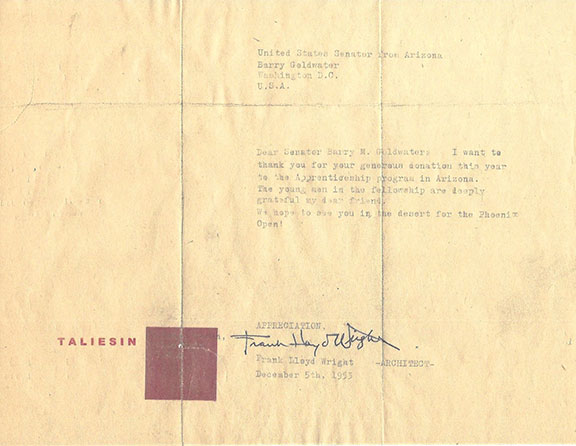 United States Senator from Arizona
Barry Goldwater
Washington D.C.
U.S.A.
Dear Senator Barry M. Goldwater: I want to
thank you for your generous donation this year
to the Apprenticeship program in Arizona.
The young men in the fellowship are deeply
grateful my dear friend.
We hope to see you in the desert for the Phoenix
Open!
APPRECIATION,
TALIESIN
Frank Lloyd Wright
Frank Lloyd Wright -ARCHITECT-
December 5th, 1953